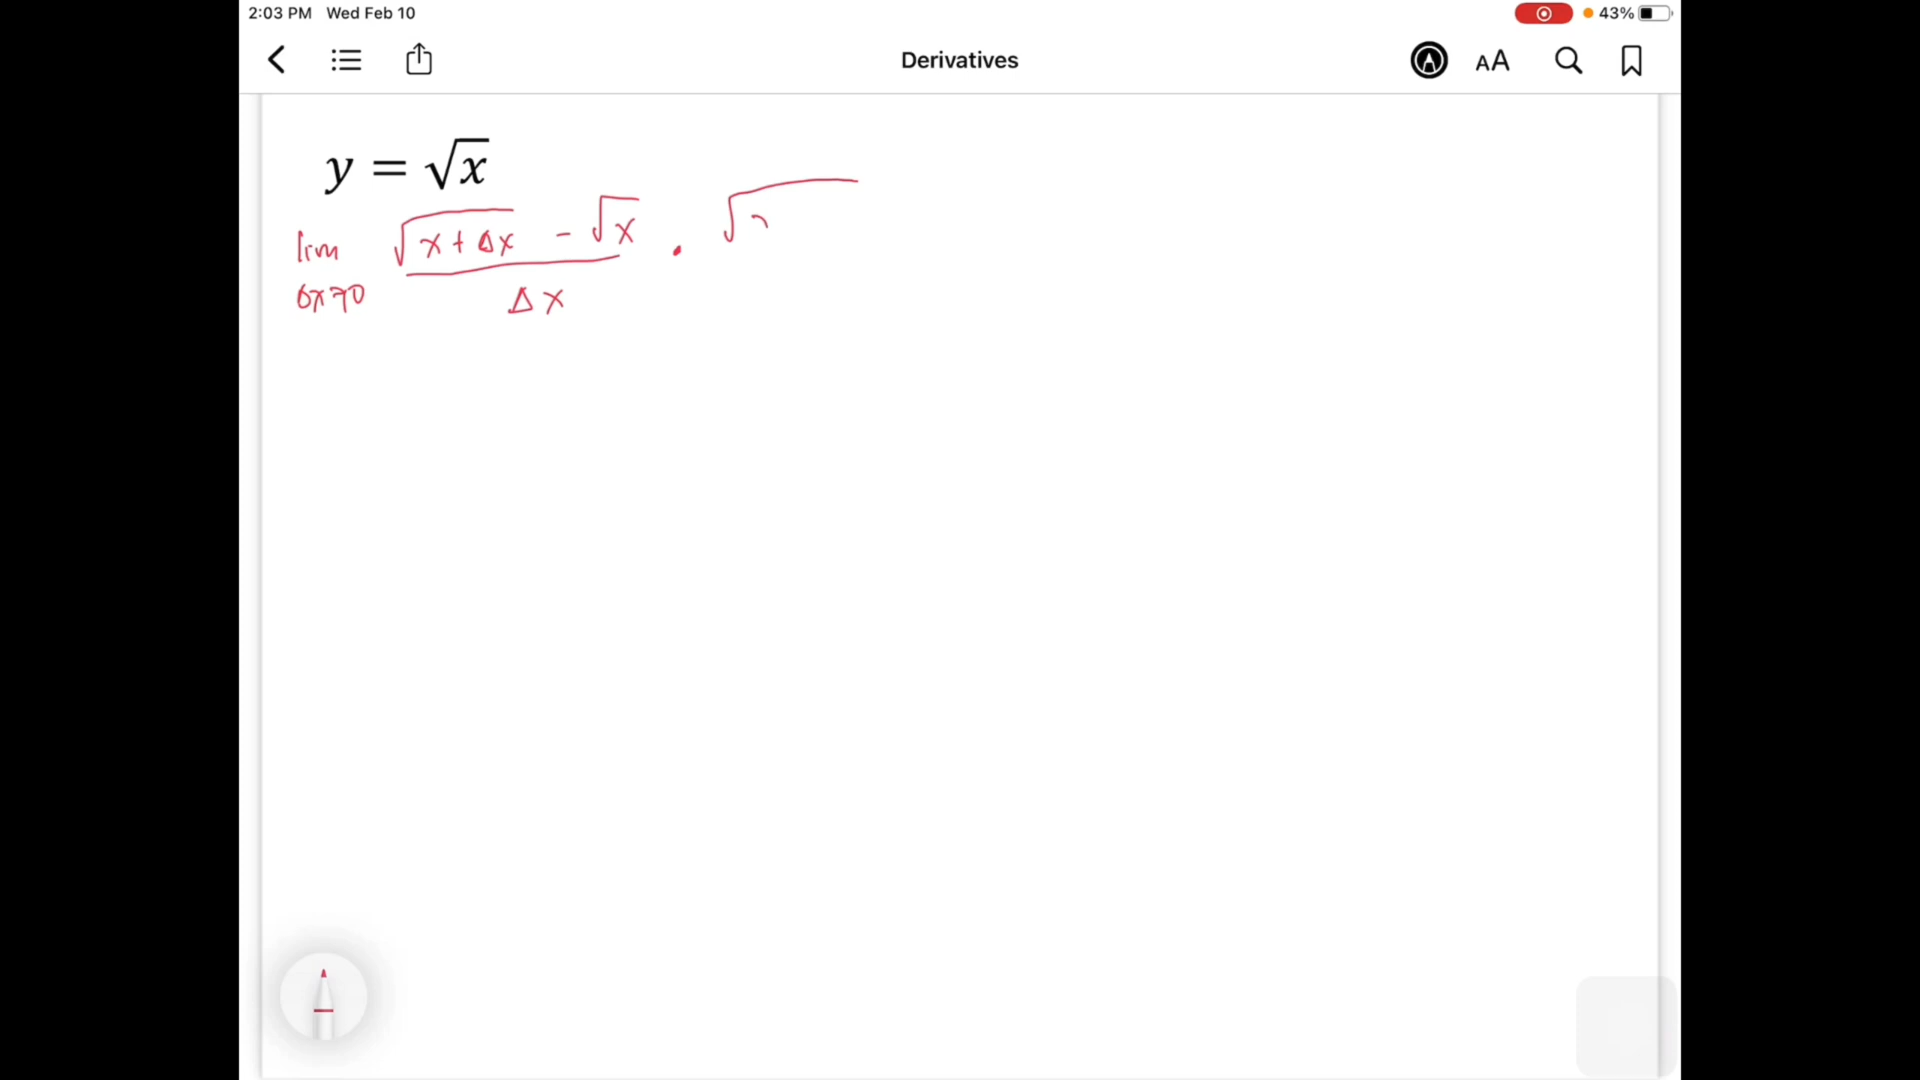 2:03 PM Wed Feb 10
43%
Derivatives
AA
y = √x
lim √(x + Δx) - √x . √
Δx→0 Δx